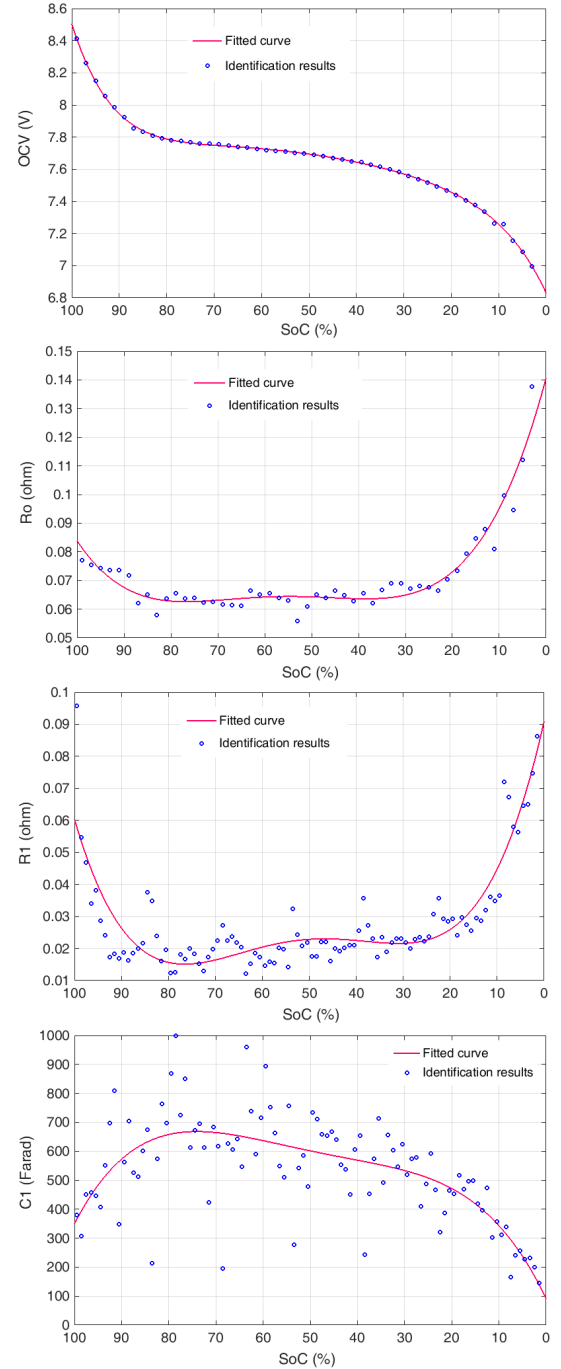 8.6
8.4
8.2
8
7.8
7.6
7.4
7.2
7
6.8
OCV (V)
Fitted curve
Identification results
100 90 80 70 60 50 40 30 20 10 0
SoC (%)
0.15
0.14
0.13
0.12
0.11
0.1
0.09
0.08
0.07
0.06
0.05
Ro (ohm)
Fitted curve
Identification results
100 90 80 70 60 50 40 30 20 10 0
SoC (%)
0.1
0.09
0.08
0.07
0.06
0.05
0.04
0.03
0.02
0.01
R1 (ohm)
Fitted curve
Identification results
100 90 80 70 60 50 40 30 20 10 0
SoC (%)
1000
900
800
700
600
500
400
300
200
100
0
C1 (Farad)
Fitted curve
Identification results
100 90 80 70 60 50 40 30 20 10 0
SoC (%)